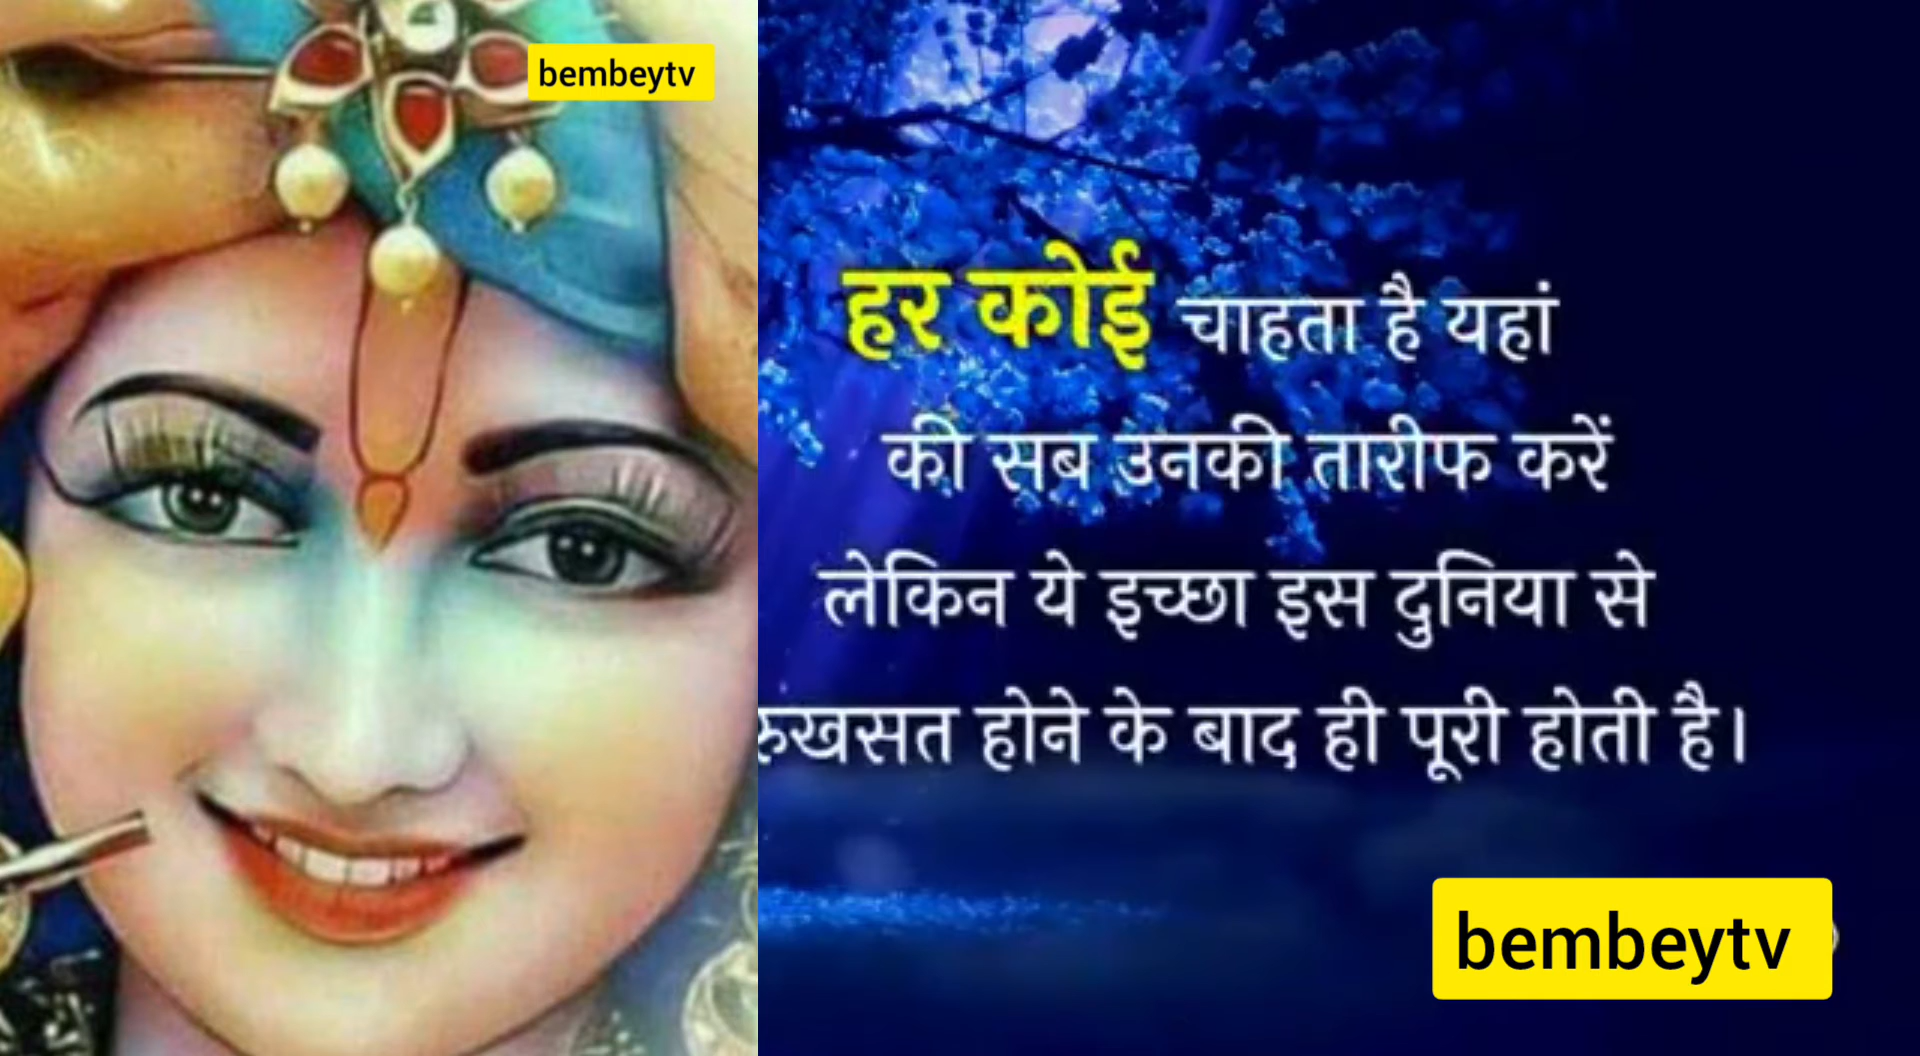 bembeytv
हर कोई चाहता है यहां
की सब उनकी तारीफ करें
लेकिन ये इच्छा इस दुनिया से
रुखसत होने के बाद ही पूरी होती है।
bembeytv